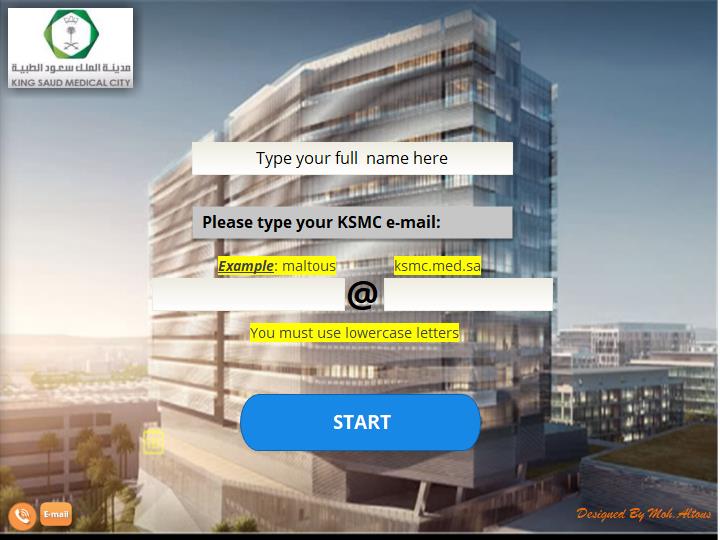 مدينة الملك سعود الطبية
KING SAUD MEDICAL CITY
Type your full  name here
Please type your KSMC e-mail:
Example: maltous ksmc.med.sa
@
You must use lowercase letters
START
E-mail
Designed By Moh.Altous